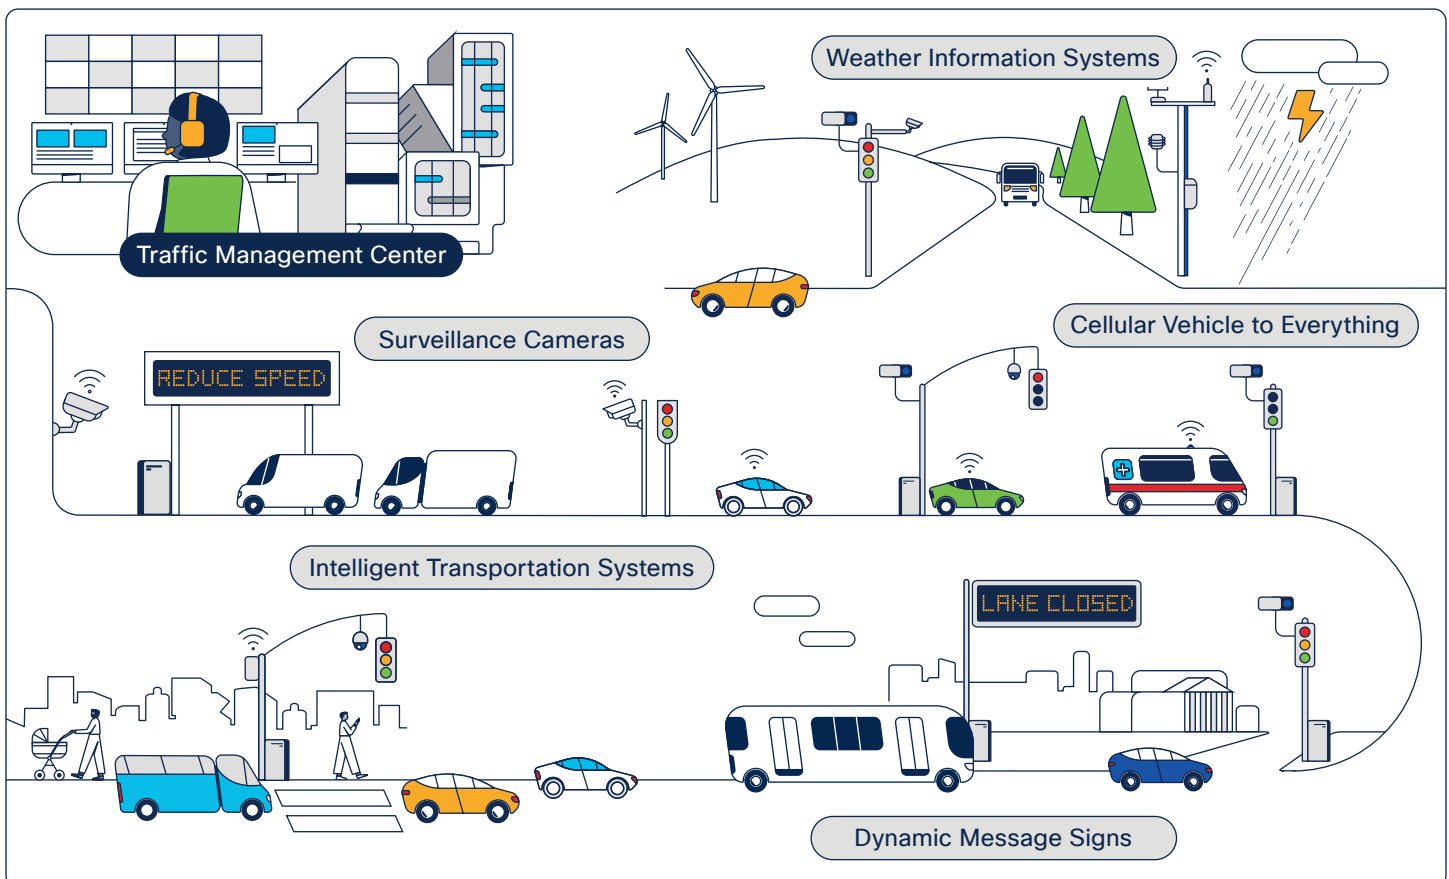 Weather Information Systems
Traffic Management Center
Cellular Vehicle to Everything
Surveillance Cameras
REDUCE SPEED
Intelligent Transportation Systems
LANE CLOSED
Dynamic Message Signs